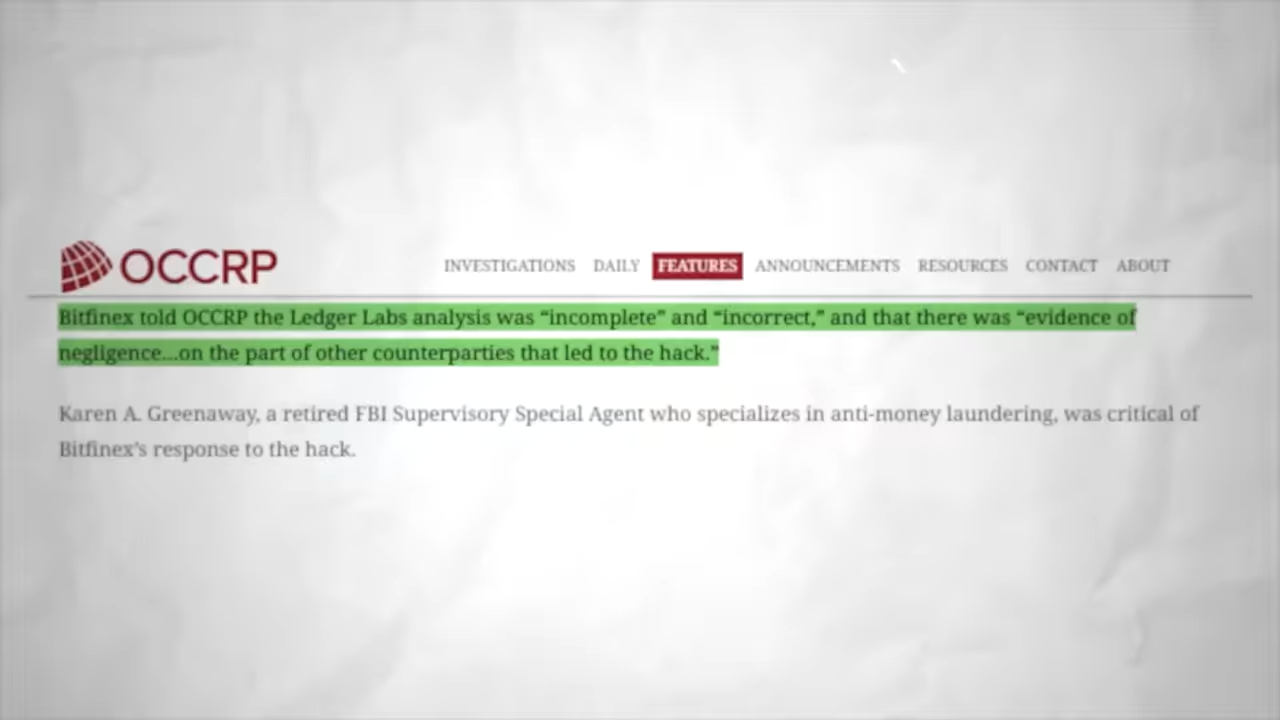 OCCRP
INVESTIGATIONS DAILY FEATURES ANNOUNCEMENTS RESOURCES CONTACT ABOUT
Bitfinex told OCCRP the Ledger Labs analysis was “incomplete” and “incorrect,” and that there was “evidence of
negligence...on the part of other counterparties that led to the hack.”
Karen A. Greenaway, a retired FBI Supervisory Special Agent who specializes in anti-money laundering, was critical of
Bitfinex’s response to the hack.